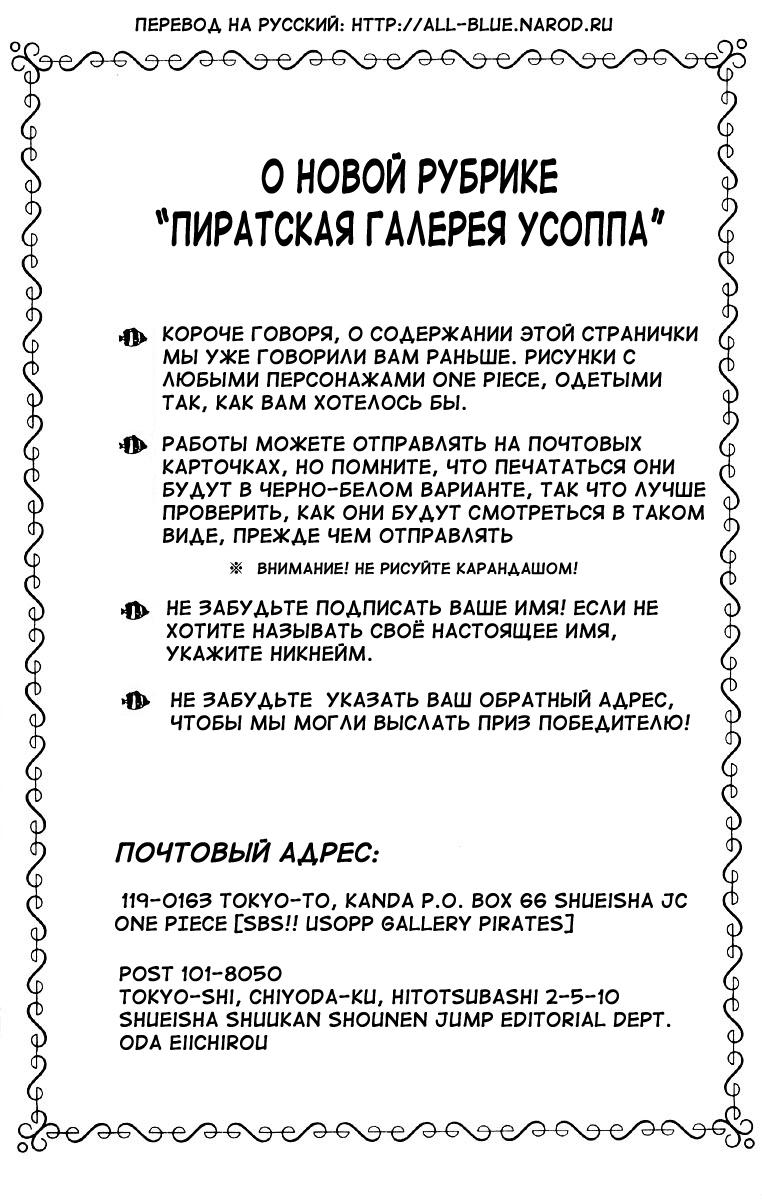 ПЕРЕВОД НА РУССКИЙ: HTTP://ALL-BLUE.NAROD.RU
О НОВОЙ РУБРИКЕ
"ПИРАТСКАЯ ГАЛЕРЕЯ УСОППА"
КОРОЧЕ ГОВОРЯ, О СОДЕРЖАНИИ ЭТОЙ СТРАНИЧКИ
МЫ УЖЕ ГОВОРИЛИ ВАМ РАНЬШЕ. РИСУНКИ С
ЛЮБЫМИ ПЕРСОНАЖАМИ ONE PIECE, ОДЕТЫМИ
ТАК, КАК ВАМ ХОТЕЛОСЬ БЫ.
РАБОТЫ МОЖЕТЕ ОТПРАВЛЯТЬ НА ПОЧТОВЫХ
КАРТОЧКАХ, НО ПОМНИТЕ, ЧТО ПЕЧАТАТЬСЯ ОНИ
БУДУТ В ЧЕРНО-БЕЛОМ ВАРИАНТЕ, ТАК ЧТО ЛУЧШЕ
ПРОВЕРИТЬ, КАК ОНИ БУДУТ СМОТРЕТЬСЯ В ТАКОМ
ВИДЕ, ПРЕЖДЕ ЧЕМ ОТПРАВЛЯТЬ
※ ВНИМАНИЕ! НЕ РИСУЙТЕ КАРАНДАШОМ!
НЕ ЗАБУДЬТЕ ПОДПИСАТЬ ВАШЕ ИМЯ! ЕСЛИ НЕ
ХОТИТЕ НАЗЫВАТЬ СВОЁ НАСТОЯЩЕЕ ИМЯ,
УКАЖИТЕ НИКНЕЙМ.
НЕ ЗАБУДЬТЕ УКАЗАТЬ ВАШ ОБРАТНЫЙ АДРЕС,
ЧТОБЫ МЫ МОГЛИ ВЫСЛАТЬ ПРИЗ ПОБЕДИТЕЛЮ!
ПОЧТОВЫЙ АДРЕС:
119-0163 TOKYO-TO, KANDA P.O. BOX 66 SHUEISHA JC
ONE PIECE [SBS!! USOPP GALLERY PIRATES]
POST 101-8050
TOKYO-SHI, CHIYODA-KU, HITOTSUBASHI 2-5-10
SHUEISHA SHUUKAN SHOUNEN JUMP EDITORIAL DEPT.
ODA EIICHIROU